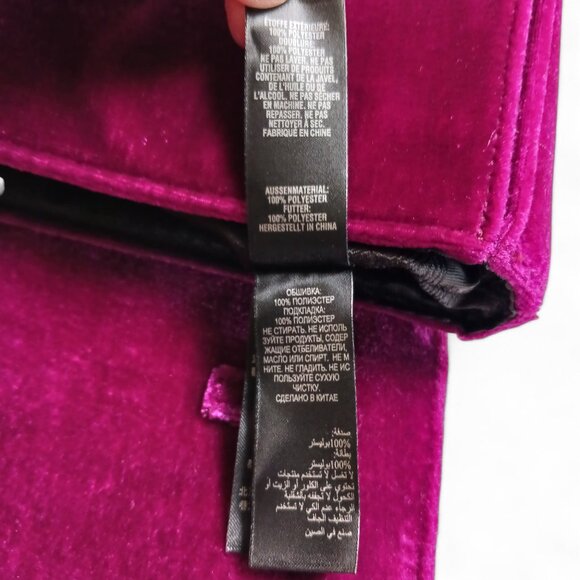 ÉTOFFE EXTÉRIEURE:
100% POLYESTER
DOUBLURE:
100% POLYESTER
NE PAS LAVER. NE PAS
UTILISER DE PRODUITS
CONTENANT DE LA JAVEL,
DE L'HUILE OU DE
L'ALCOOL. NE PAS SÉCHER
EN MACHINE. NE PAS
REPASSER. NE PAS
NETTOYER À SEC.
FABRIQUÉ EN CHINE
AUSSENMATERIAL:
100% POLYESTER
FUTTER:
100% POLYESTER
HERGESTELLT IN CHINA
ОБШИВКА:
100% ПОЛИЭСТЕР
ПОДКЛАДКА:
100% ПОЛИЭСТЕР
НЕ СТИРАТЬ. НЕ ИСПОЛЬ
ЗУЙТЕ ПРОДУКТЫ, СОДЕР
ЖАЩИЕ ОТБЕЛИВАТЕЛИ,
МАСЛО ИЛИ СПИРТ. НЕ М
НИТЕ. НЕ ГЛАДИТЬ. НЕ ИС
ПОЛЬЗУЙТЕ СУХУЮ
ЧИСТКУ.
СДЕЛАНО В КИТАЕ
صدفة:
100% بوليستر
بطانة:
100% بوليستر
لا تغسل لا تستخدم منتجات
تحتوي على الكلور أو الزيت أو
الكحول لا تجففه بالشفلبة
الرجاء عدم الكي لا تستخدم
التنظيف الجاف
صنع في الصين